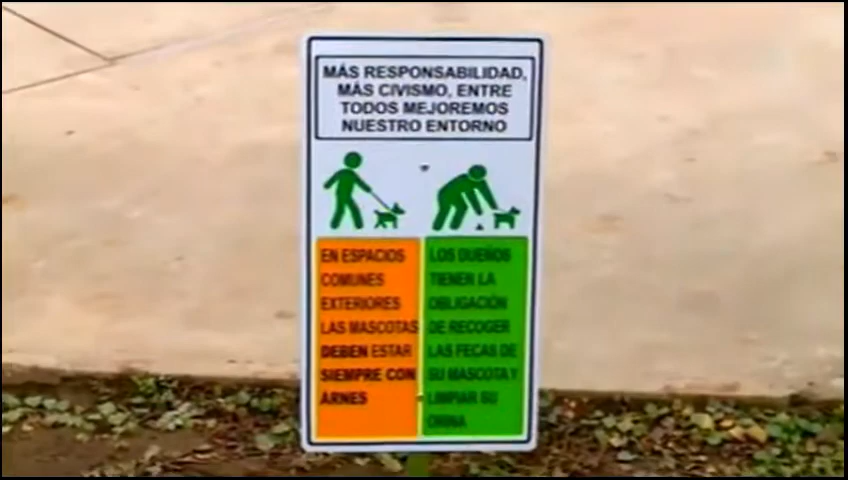 MÁS RESPONSABILIDAD,
MÁS CIVISMO, ENTRE
TODOS MEJOREMOS
NUESTRO ENTORNO
EN ESPACIOS
COMUNES
EXTERIORES
LAS MASCOTAS
DEBEN ESTAR
SIEMPRE CON
ARNES
LOS DUEÑOS
TIENEN LA
OBLIGACIÓN
DE RECOGER
LAS FECAS DE
SU MASCOTA Y
LIMPIAR SU
ORINA